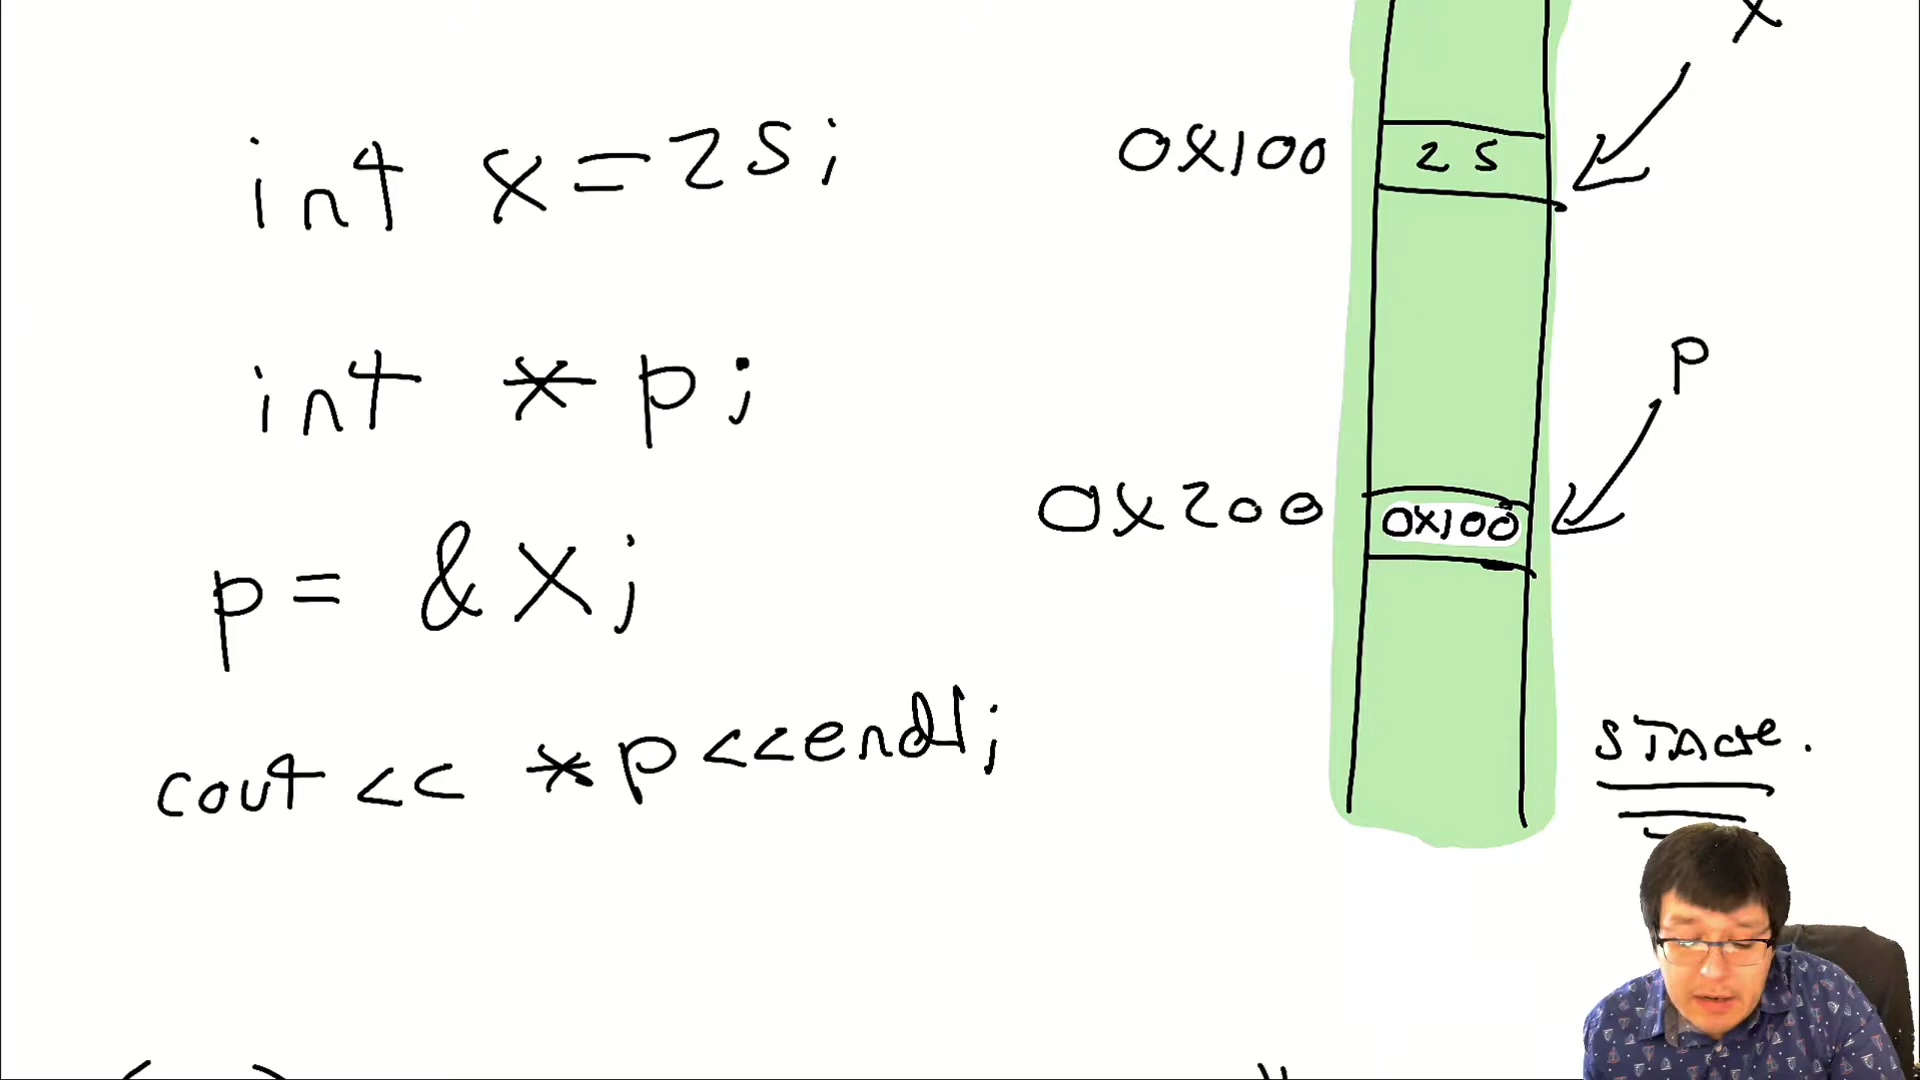 int x=25;
int *p;
p= &x;
cout << *p<<endl;
x
0x100
25
p
0x200
0x100
STACK.